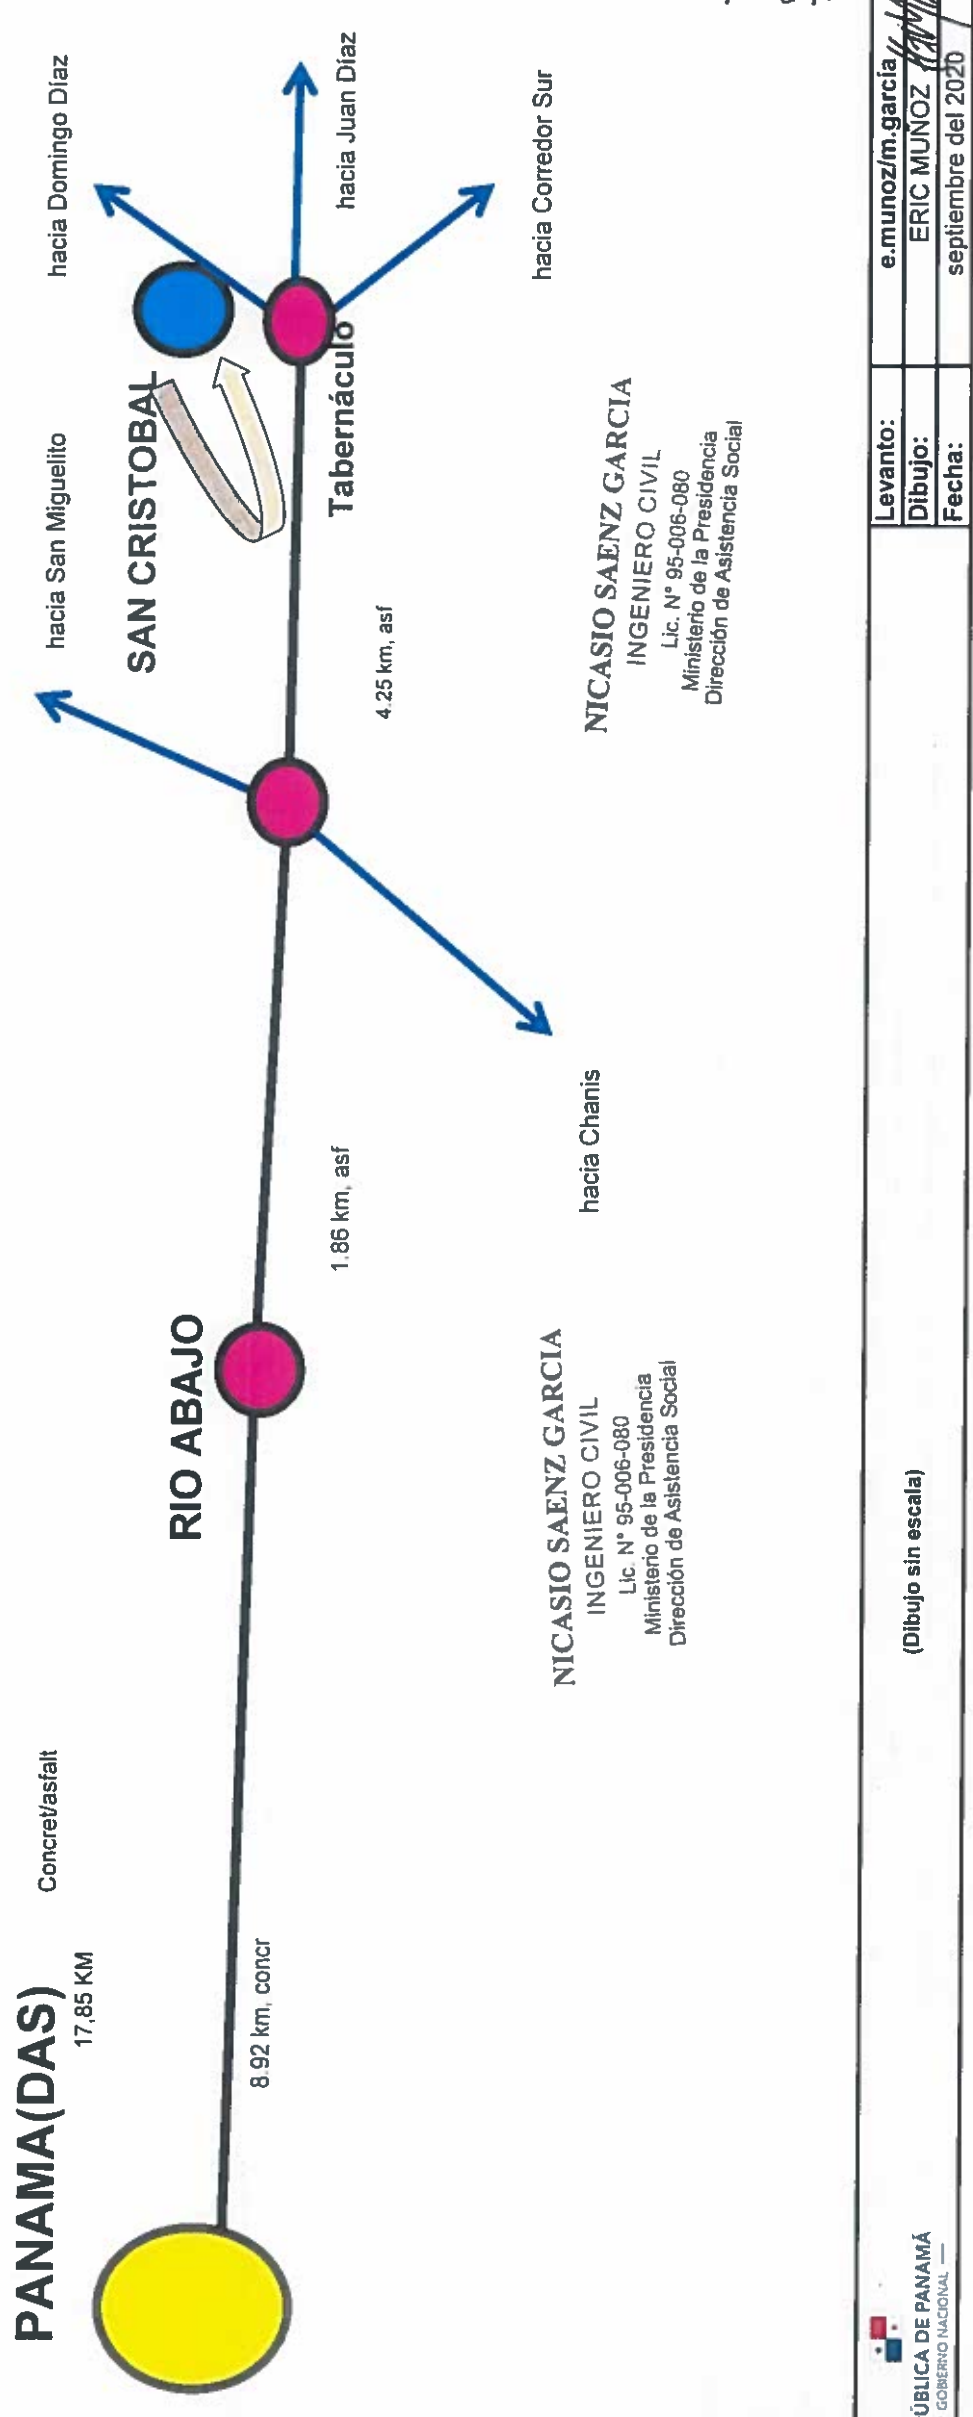 PANAMA(DAS)
17,85 KM
Concret/asfalt
8.92 km, concr
RIO ABAJO
1.86 km, asf
hacia San Miguelito
hacia Chanis
4.25 km, asf
SAN CRISTOBAL
Tabernáculo
hacia Domingo Díaz
hacia Juan Díaz
hacia Corredor Sur
NICASIO SAENZ GARCIA
INGENIERO CIVIL
Lic. N° 95-006-080
Ministerio de la Presidencia
Dirección de Asistencia Social
NICASIO SAENZ GARCIA
INGENIERO CIVIL
Lic. N° 95-006-080
Ministerio de la Presidencia
Dirección de Asistencia Social
ÚBLICA DE PANAMÁ
GOBIERNO NACIONAL
(Dibujo sin escala)
Levanto: e.munoz/m.garcía
Dibujo: ERIC MUÑOZ
Fecha: septiembre del 2020